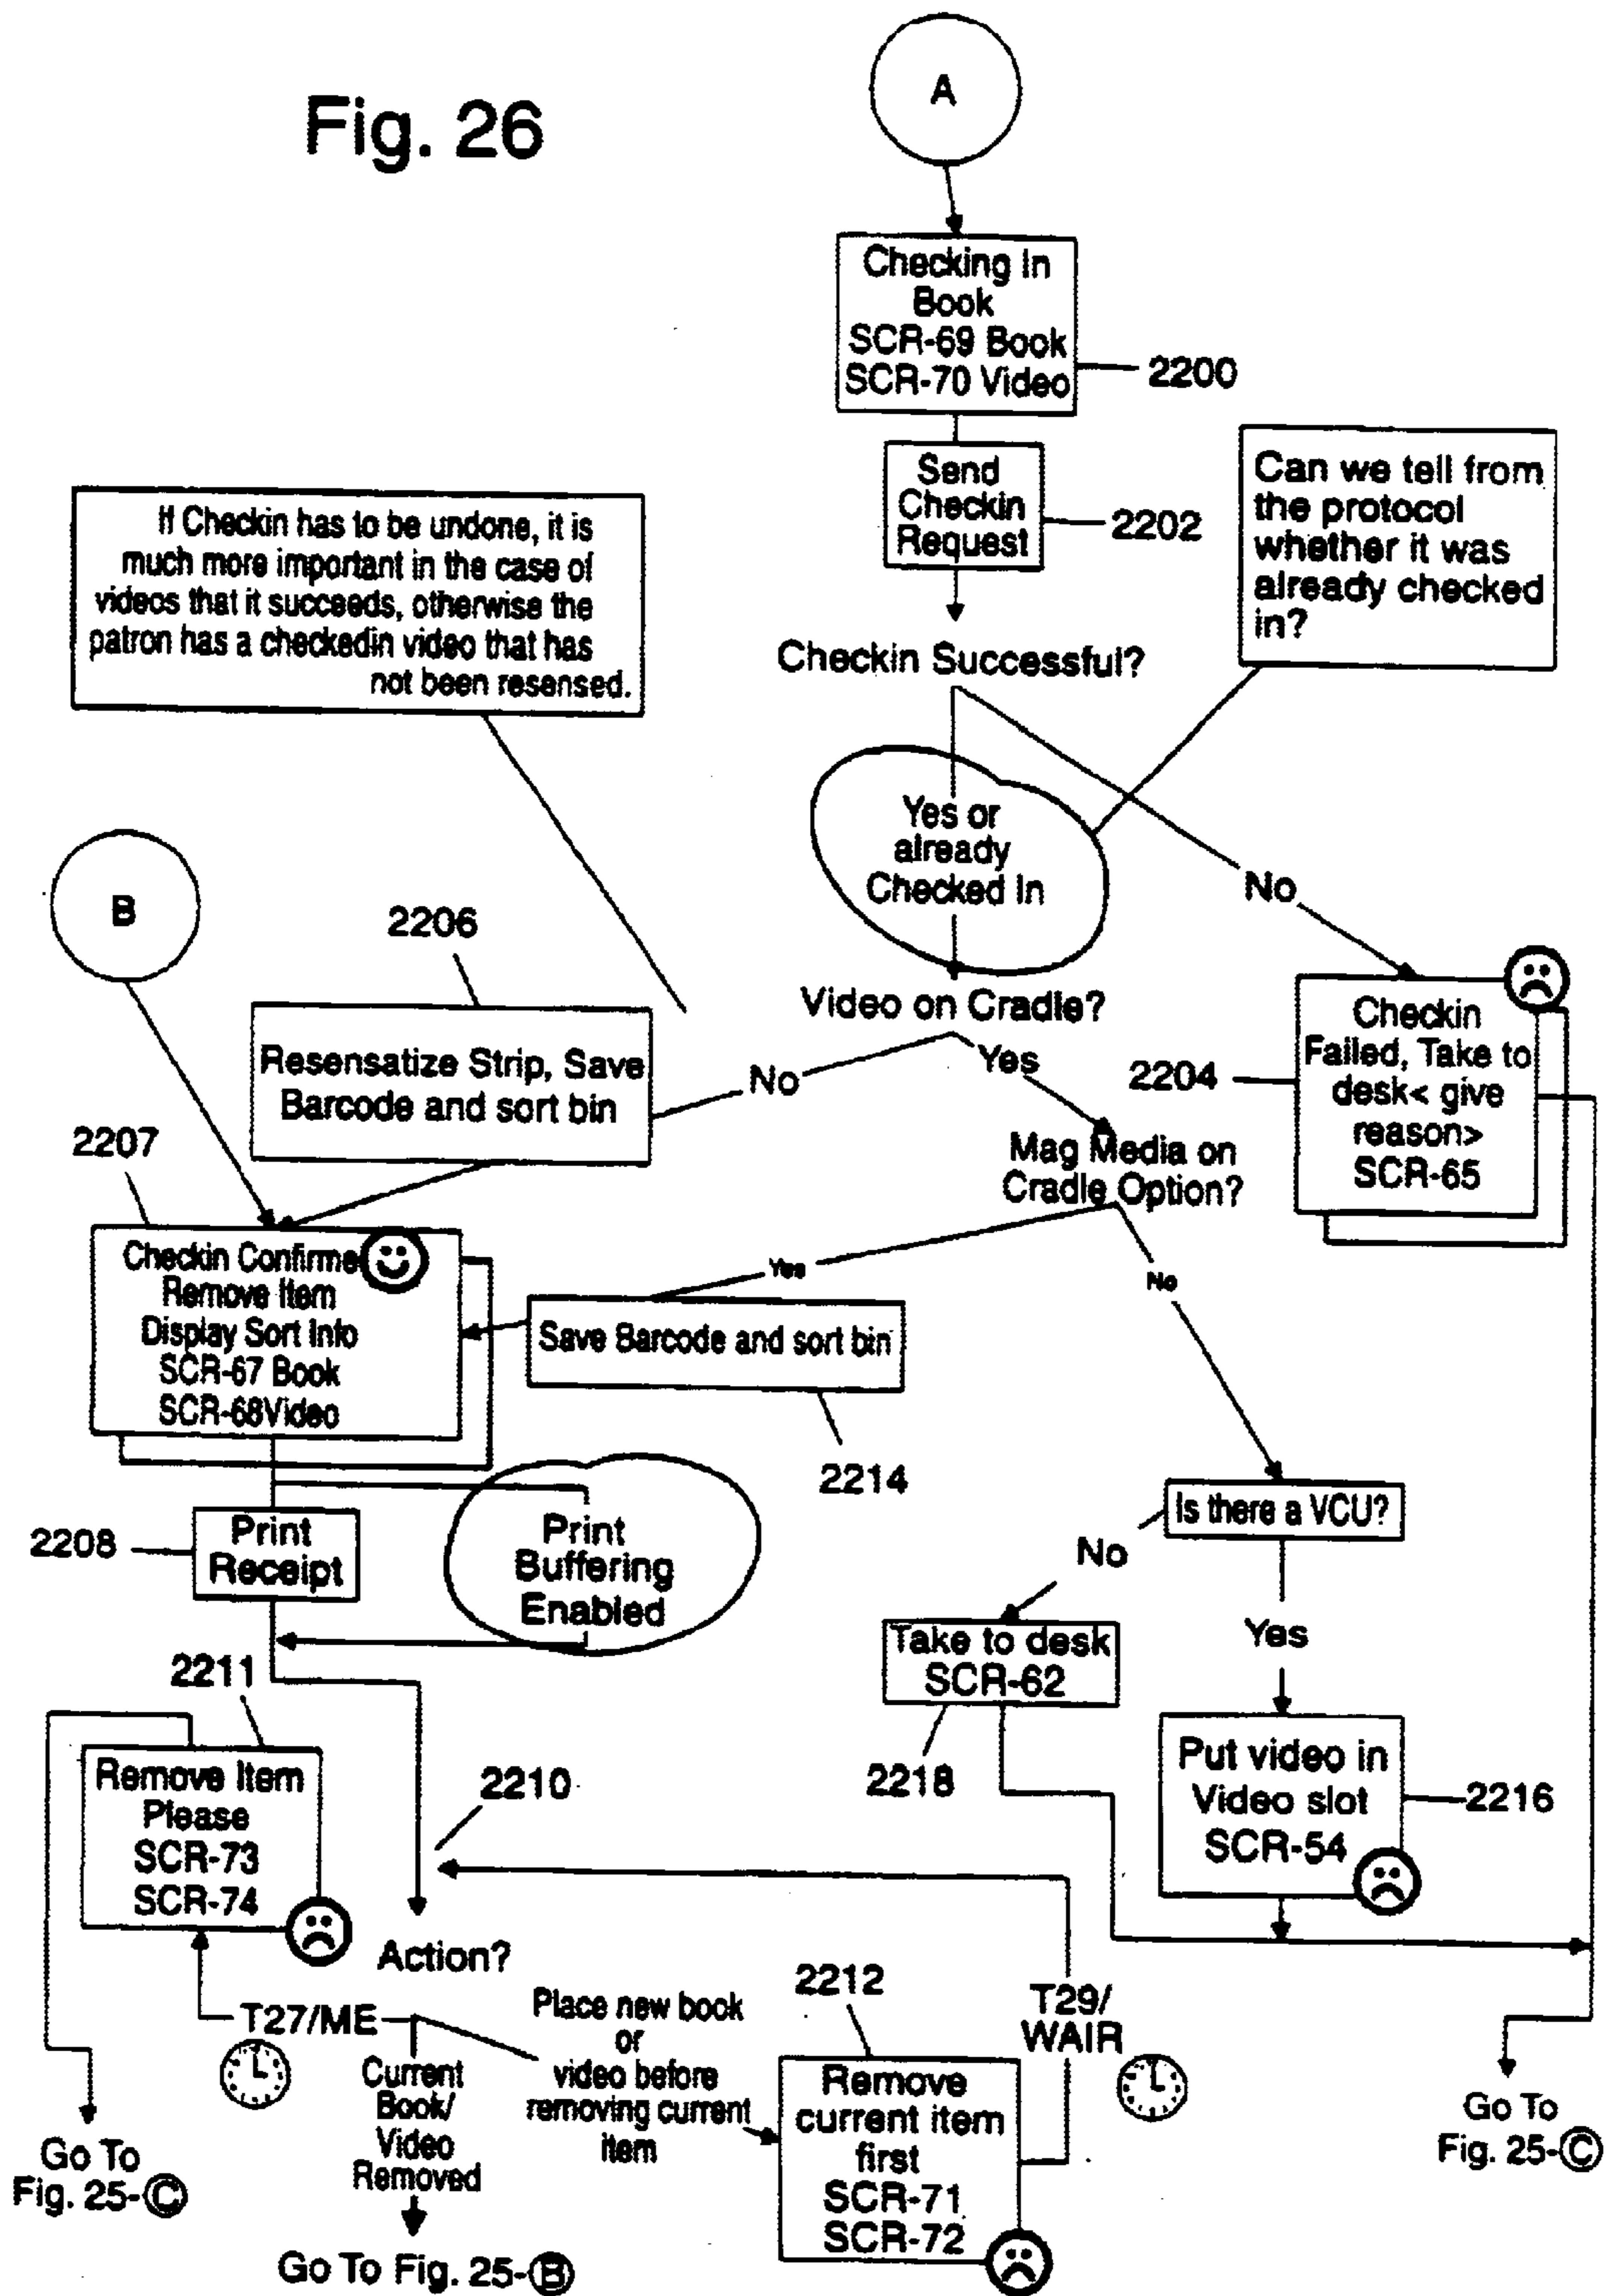 Fig. 26
A
Checking In
Book
SCR-69 Book
SCR-70 Video
2200
Send
Checkin
Request
2202
Can we tell from
the protocol
whether it was
already checked
in?
If Checkin has to be undone, it is
much more important in the case of
videos that it succeeds, otherwise the
patron has a checkedin video that has
not been resensed.
Checkin Successful?
Yes or
already
Checked In
No
B
2206
Resensatize Strip, Save
Barcode and sort bin
Video on Cradle?
No
Yes
2204
Checkin
Failed, Take to
desk< give
reason>
SCR-65
2207
Mag Media on
Cradle Option?
Checkin Confirme
Remove Item
Display Sort Info
SCR-67 Book
SCR-68Video
Yes
No
Save Barcode and sort bin
2214
Is there a VCU?
2208
Print
Receipt
Print
Buffering
Enabled
No
Yes
Take to desk
SCR-62
2218
Put video in
Video slot
SCR-54
2216
2211
Remove Item
Please
SCR-73
SCR-74
2210
Action?
T27/ME
Current
Book/
Video
Removed
Place new book
or
video before
removing current
item
2212
Remove
current item
first
SCR-71
SCR-72
T29/
WAIR
Go To
Fig. 25-C
Go To Fig. 25-B
Go To
Fig. 25-C